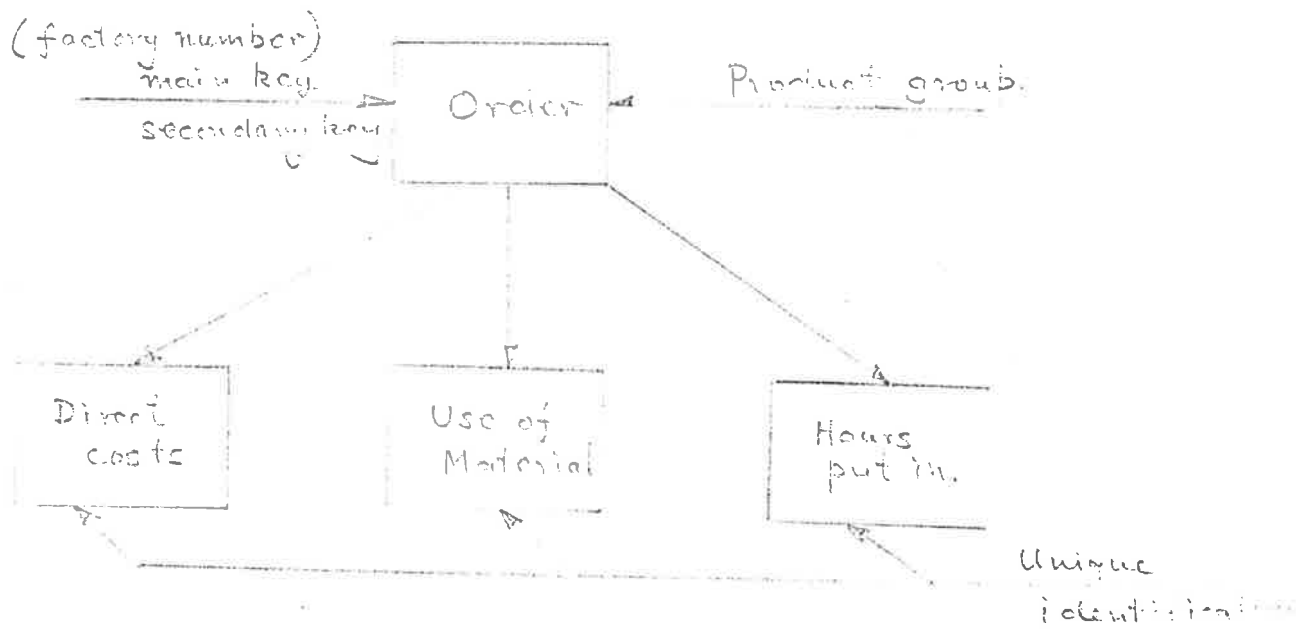 (factory number)
main key.
secondary key
Order
Product group.
Direct
costs
Use of
Material
Hours
put in.
Unique